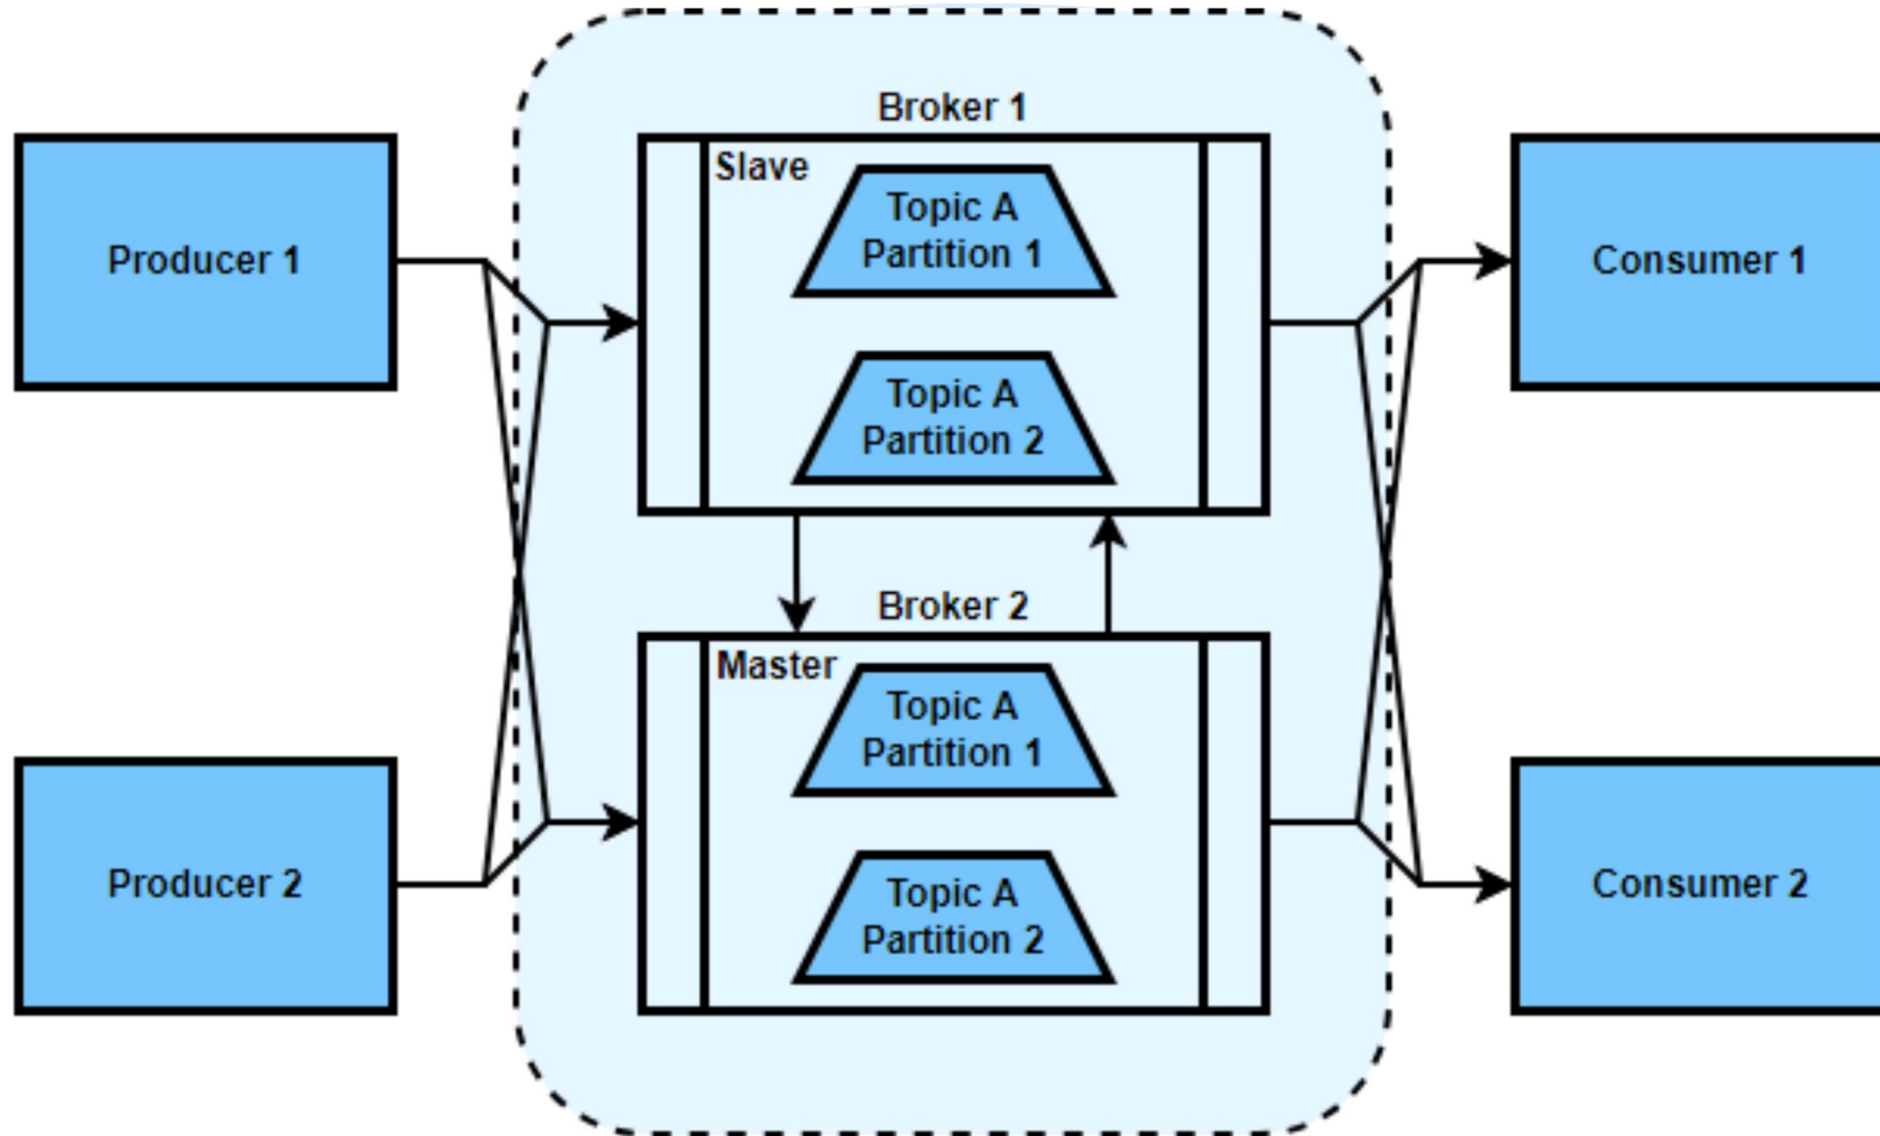 Broker 1
Slave
Topic A
Partition 1
Producer 1
Consumer 1
Topic A
Partition 2
Broker 2
Master
Topic A
Partition 1
Producer 2
Consumer 2
Topic A
Partition 2